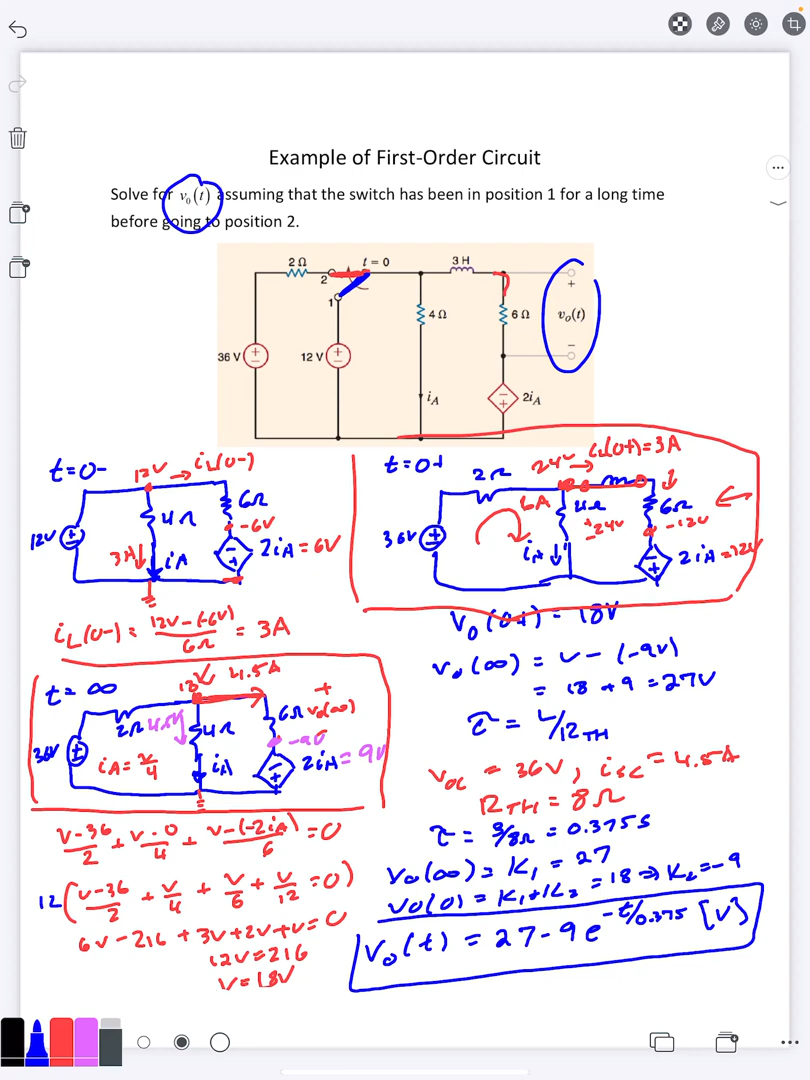 Example of First-Order Circuit
Solve for v₀(t) assuming that the switch has been in position 1 for a long time
before going to position 2.
2 Ω
t = 0
3 H
2
1
4 Ω
6 Ω
+
vₒ(t)
−
36 V
+
−
12 V
+
−
iA
−
+
2iA
t=0-
12V → iL(0-)
6Ω
4Ω
-6V
12V
3A
iA
2iA = 6V
iL(0-) = 12V-(-6V) / 6Ω = 3A
t=0+
2Ω
24V → iL(0+)=3A
6A
4Ω
6Ω
+ 24V -
-12V
36V
iA
2iA=12V
V₀(0+) = 18V
t = ∞
18
4.5A
+
2Ω
4.5A
4Ω
6Ω V₀(∞)
36V
iA = V/4
iA
-9V
2iA = 9V
V₀(∞) = V - (-9V)
= 18 + 9 = 27V
τ = L/RTH
VOC = 36V, iSC = 4.5A
RTH = 8Ω
τ = 3/8Ω = 0.375s
V-36/2 + V-0/4 + V-(-2iA)/6 = 0
12 (V-36/2 + V/4 + V/6 + V/12 = 0)
6V - 216 + 3V + 2V + V = 0
12V = 216
V = 18V
V₀(∞) = K₁ = 27
V₀(0) = K₁+K₂ = 18 ⇒ K₂ = -9
V₀(t) = 27 - 9 e^-t/0.375 [V]